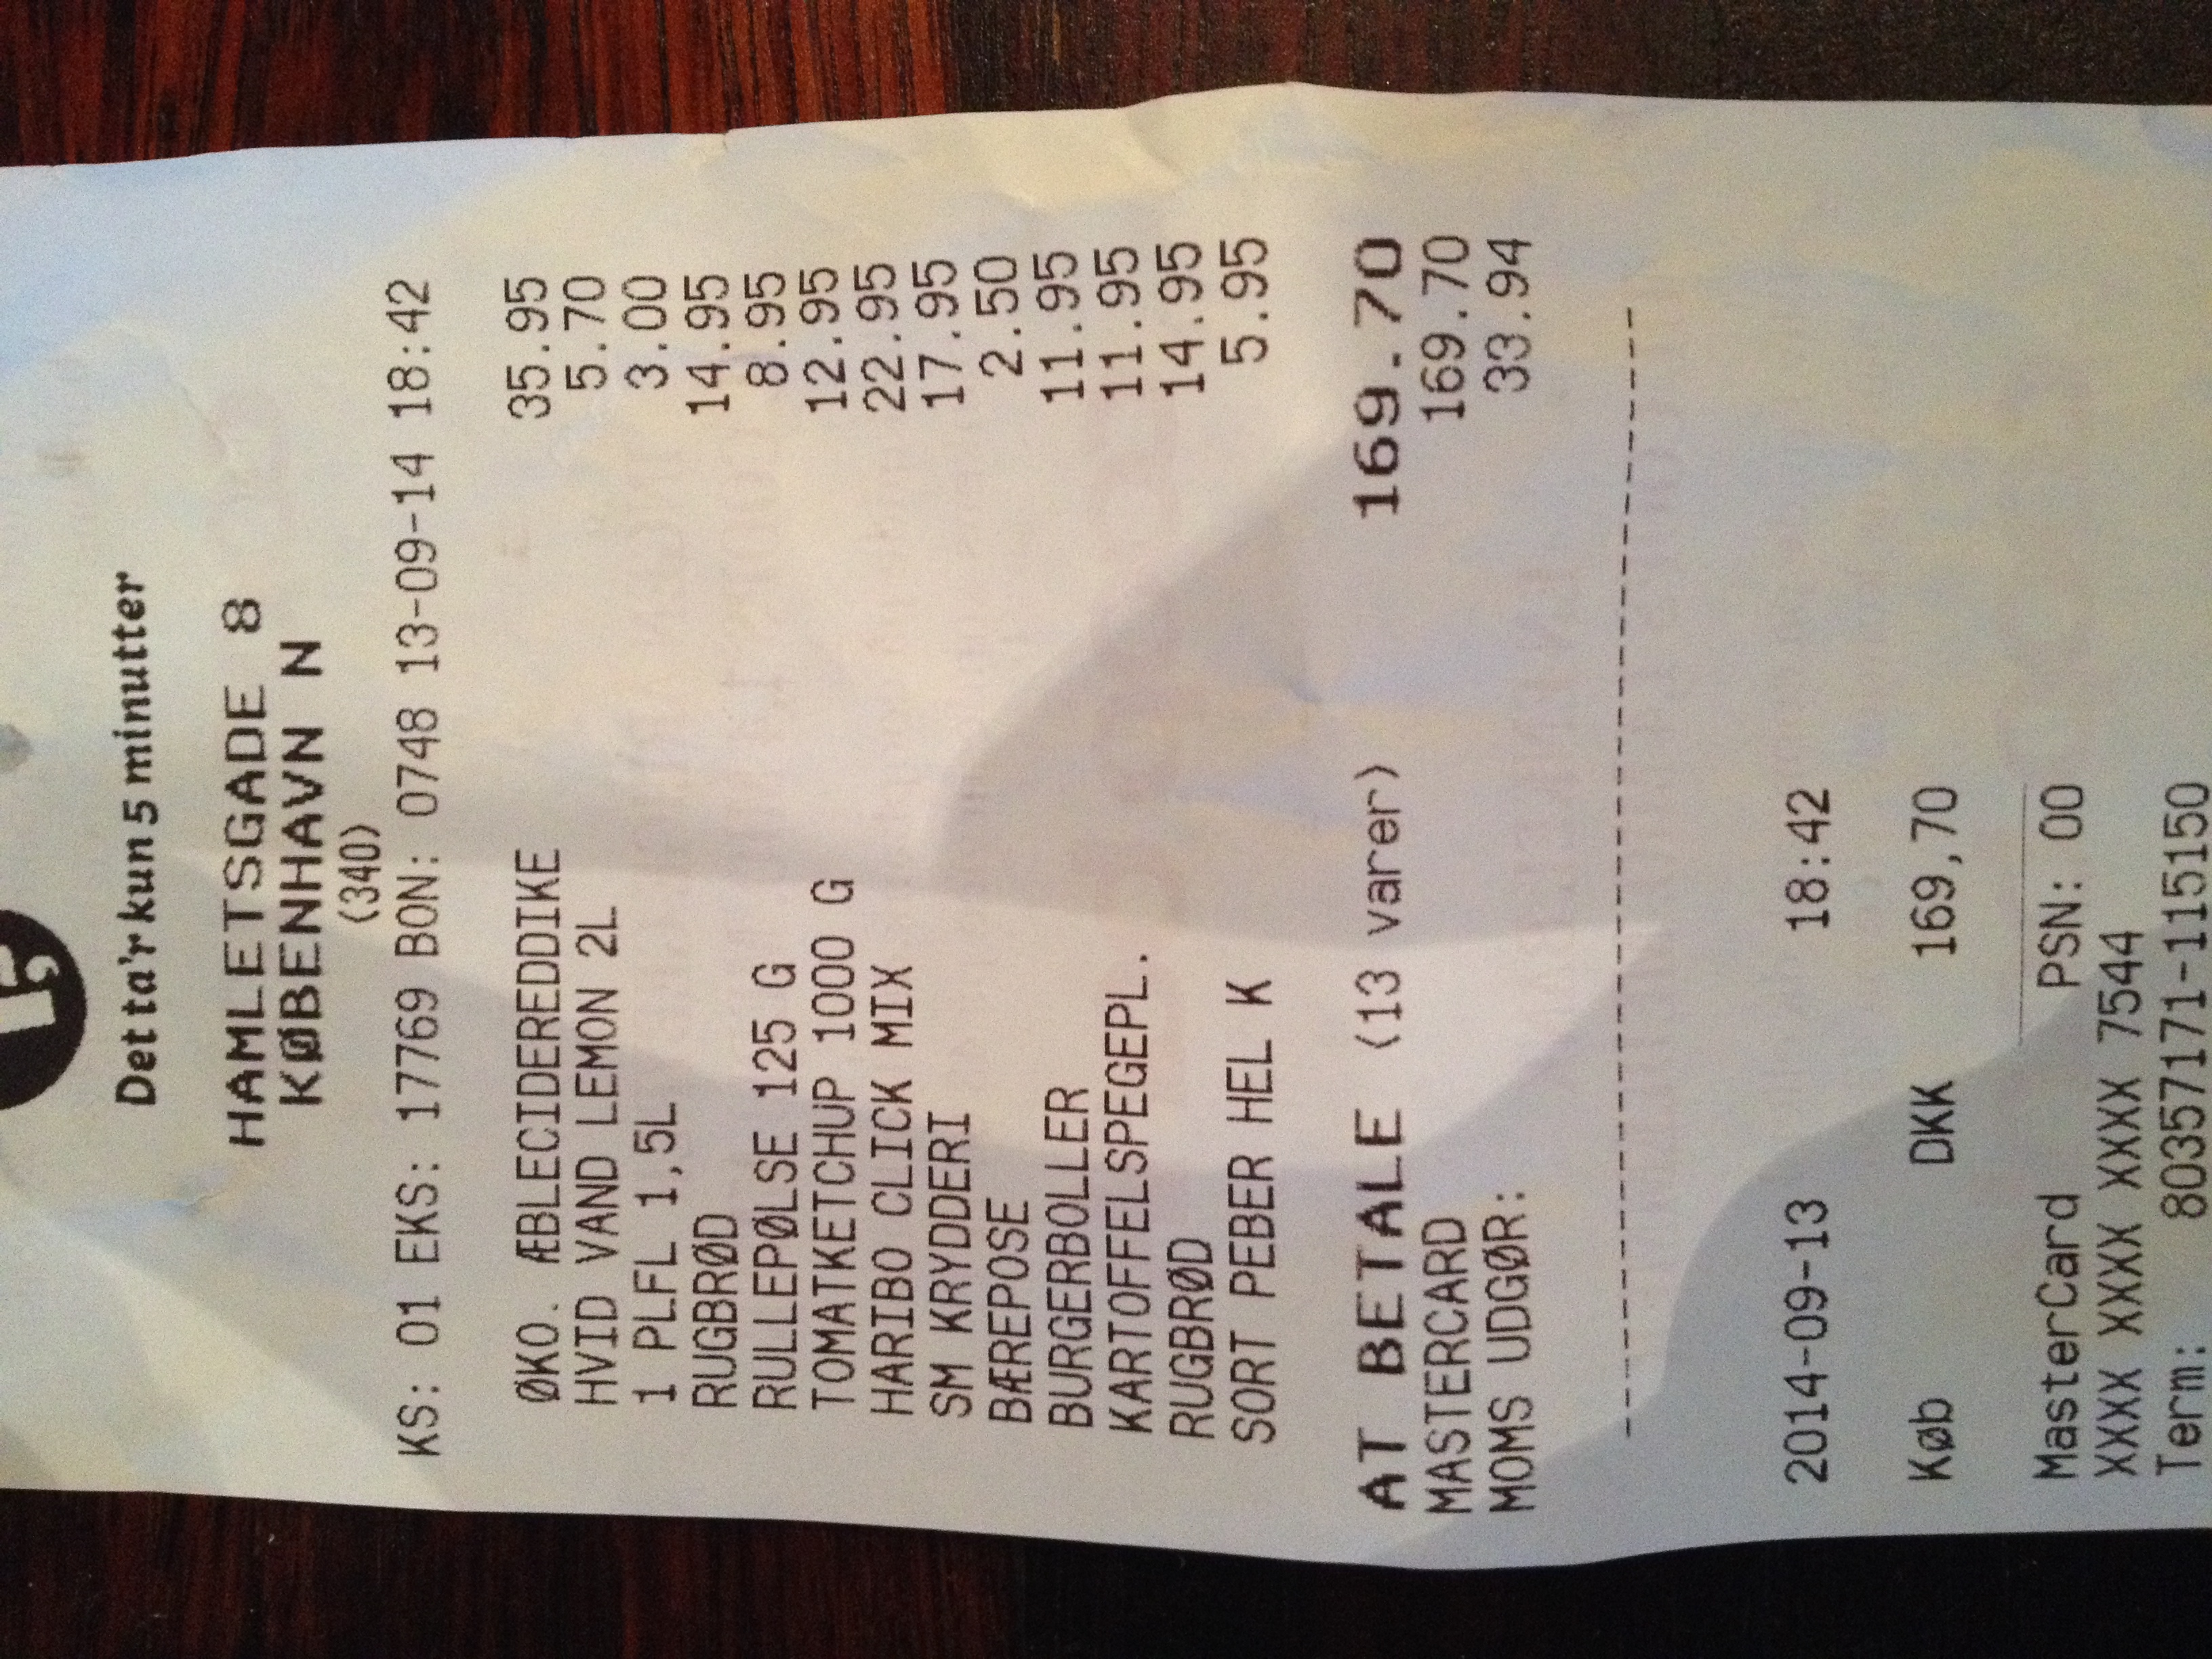 Det ta'r kun 5 minutter
HAMLETSGADE 8
KØBENHAVN N
(340)
KS: 01 EKS: 17769 BON: 0748 13-09-14 18:42
ØKO. ÆBLECIDEREDDIKE 35.95
HVID VAND LEMON 2L 5.70
1 PLFL 1,5L 3.00
RUGBRØD 14.95
RULLEPØLSE 125 G 8.95
TOMATKETCHUP 1000 G 12.95
HARIBO CLICK MIX 22.95
SM KRYDDERI 17.95
BÆREPOSE 2.50
BURGERBOLLER 11.95
KARTOFFELSPEGEPL. 11.95
RUGBRØD 14.95
SORT PEBER HEL K 5.95
AT BETALE (13 varer) 169.70
MASTERCARD 169.70
MOMS UDGØR: 33.94
2014-09-13 18:42
Køb DKK 169,70
MasterCard PSN: 00
XXXX XXXX XXXX 7544
Term: 80357171-115150